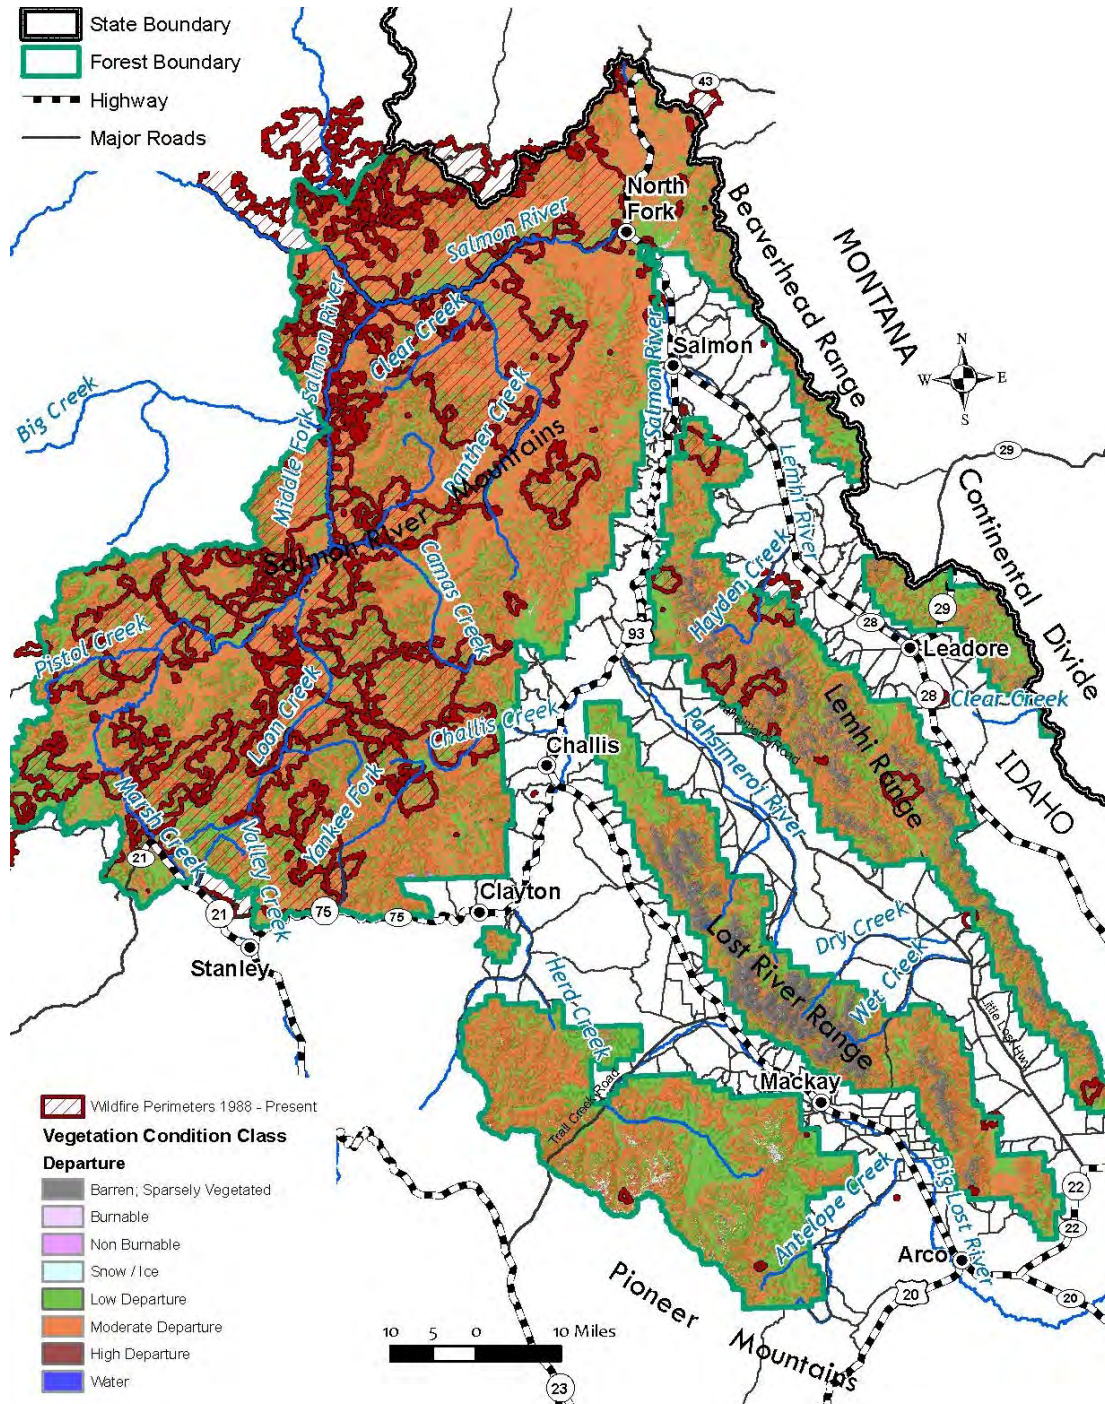 State Boundary
Forest Boundary
Highway
Major Roads
43
North
Fork
Salmon River
Beaverhead Range
MONTANA
N
W E
S
Clear Creek
Salmon River
Salmon
Middle Fork Salmon River
Big Creek
Panther Creek
Salmon River Mountains
Lemhi River
29
Continental Divide
Hayden Creek
Camas Creek
Pistol Creek
93
28
29
Leadore
28
Clear Creek
Loon Creek
Challis Creek
Challis
Pahsimeroi River
Road
Lemhi Range
IDAHO
Marsh Creek
Valley Creek
Yankee Fork
21
21
75
75
Clayton
Stanley
Lost River Range
Dry Creek
Wet Creek
Herd Creek
Little Lost Hwy
Trail Creek Road
Mackay
Antelope Creek
Big Lost River
22
22
Arco
20
20
Pioneer Mountains
23
Wildfire Perimeters 1988 - Present
Vegetation Condition Class
Departure
Barren; Sparsely Vegetated
Burnable
Non Burnable
Snow / Ice
Low Departure
Moderate Departure
High Departure
Water
10 5 0 10 Miles